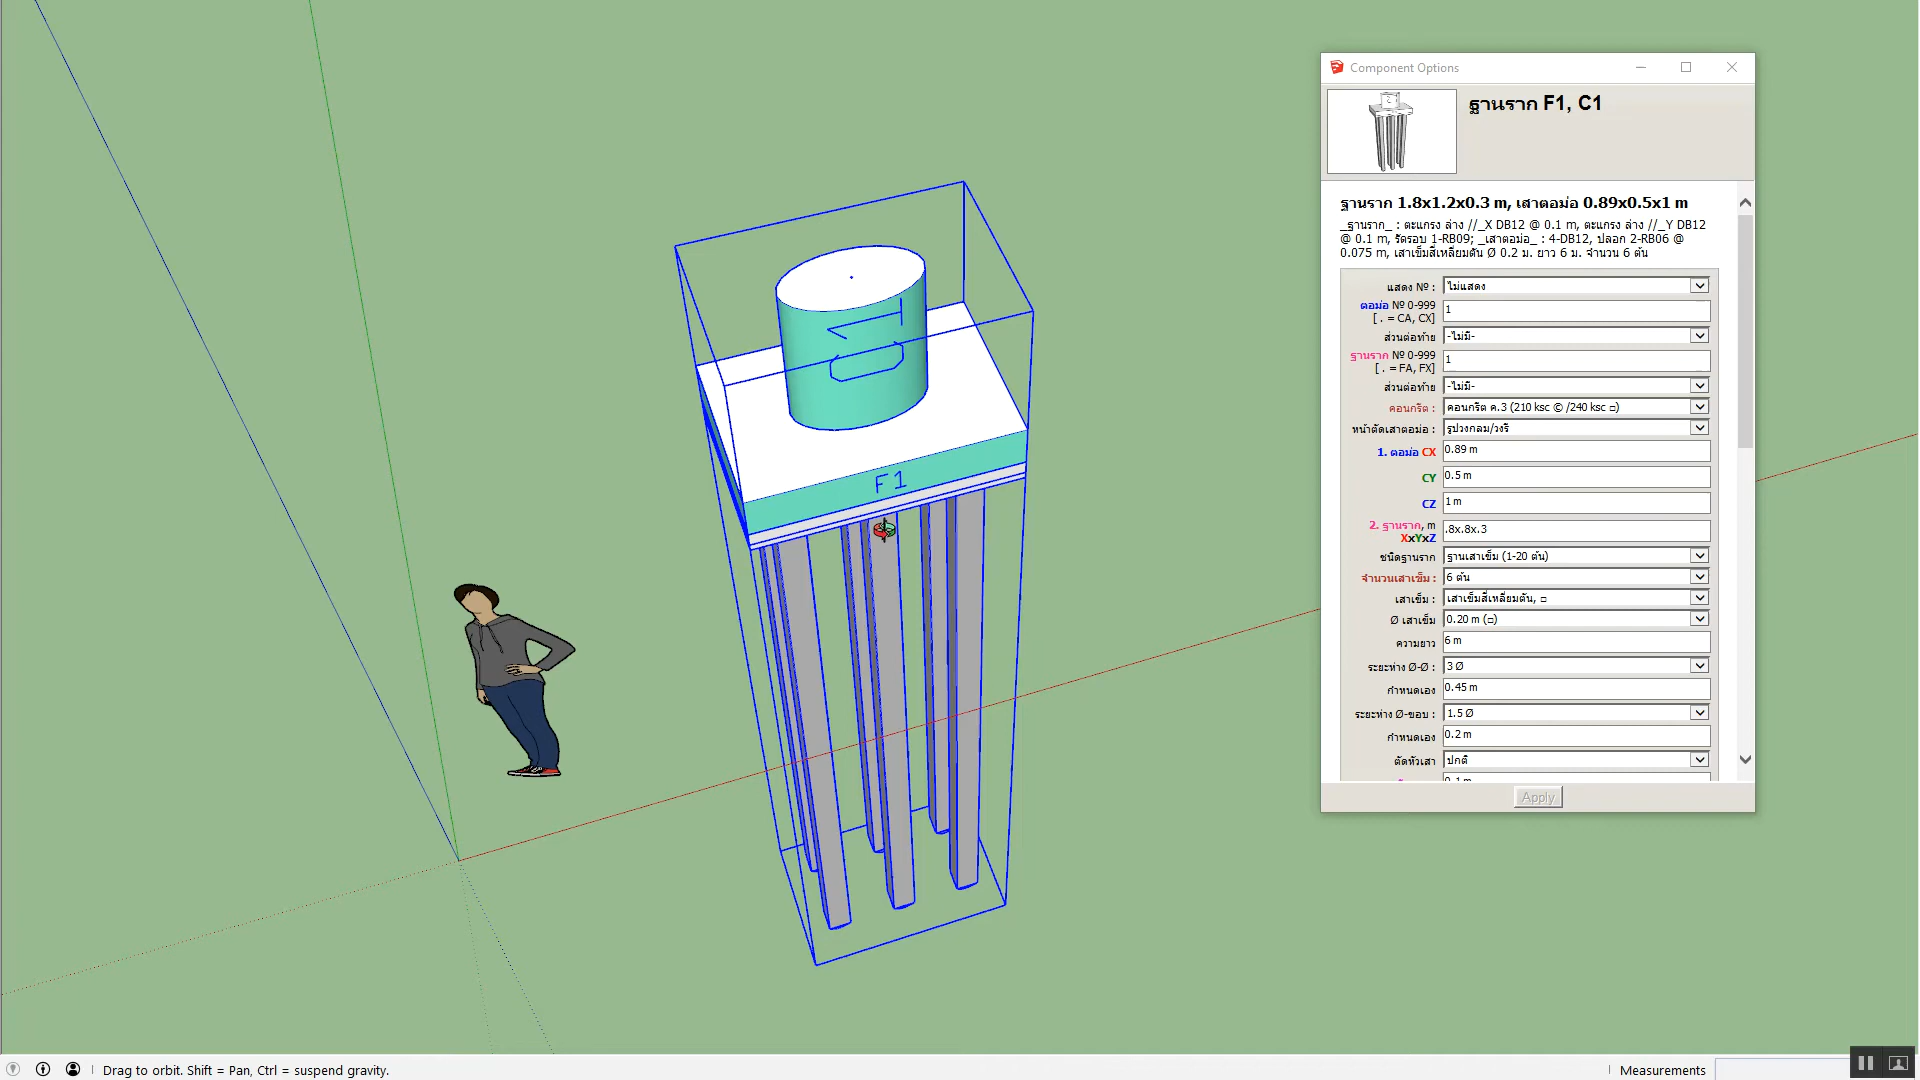 Component Options
ฐานราก F1, C1
ฐานราก 1.8x1.2x0.3 m, เสาตอม่อ 0.89x0.5x1 m
_ฐานราก_ : ตะแกรง ล่าง //_X DB12 @ 0.1 m, ตะแกรง ล่าง //_Y DB12
@ 0.1 m, รัดรอบ 1-RB09; _เสาตอม่อ_ : 4-DB12, ปลอก 2-RB06 @
0.075 m, เสาเข็มสี่เหลี่ยมตัน Ø 0.2 ม. ยาว 6 ม. จำนวน 6 ต้น
แสดง № : ไม่แสดง
ตอม่อ № 0-999 1
[ . = CA, CX]
ส่วนต่อท้าย -ไม่มี-
ฐานราก № 0-999 1
[ . = FA, FX]
ส่วนต่อท้าย -ไม่มี-
คอนกรีต : คอนกรีต ค.3 (210 ksc © /240 ksc □)
หน้าตัดเสาตอม่อ : รูปวงกลม/วงรี
1. ตอม่อ CX 0.89 m
CY 0.5 m
CZ 1 m
2. ฐานราก, m .8x.8x.3
XxYxZ
ชนิดฐานราก ฐานเสาเข็ม (1-20 ต้น)
จำนวนเสาเข็ม : 6 ต้น
เสาเข็ม : เสาเข็มสี่เหลี่ยมตัน, □
Ø เสาเข็ม 0.20 m (□)
ความยาว 6 m
ระยะห่าง Ø-Ø : 3 Ø
กำหนดเอง 0.45 m
ระยะห่าง Ø-ขอบ : 1.5 Ø
กำหนดเอง 0.2 m
ตัดหัวเสา ปกติ
Apply
C1
F1
Drag to orbit. Shift = Pan, Ctrl = suspend gravity.
Measurements